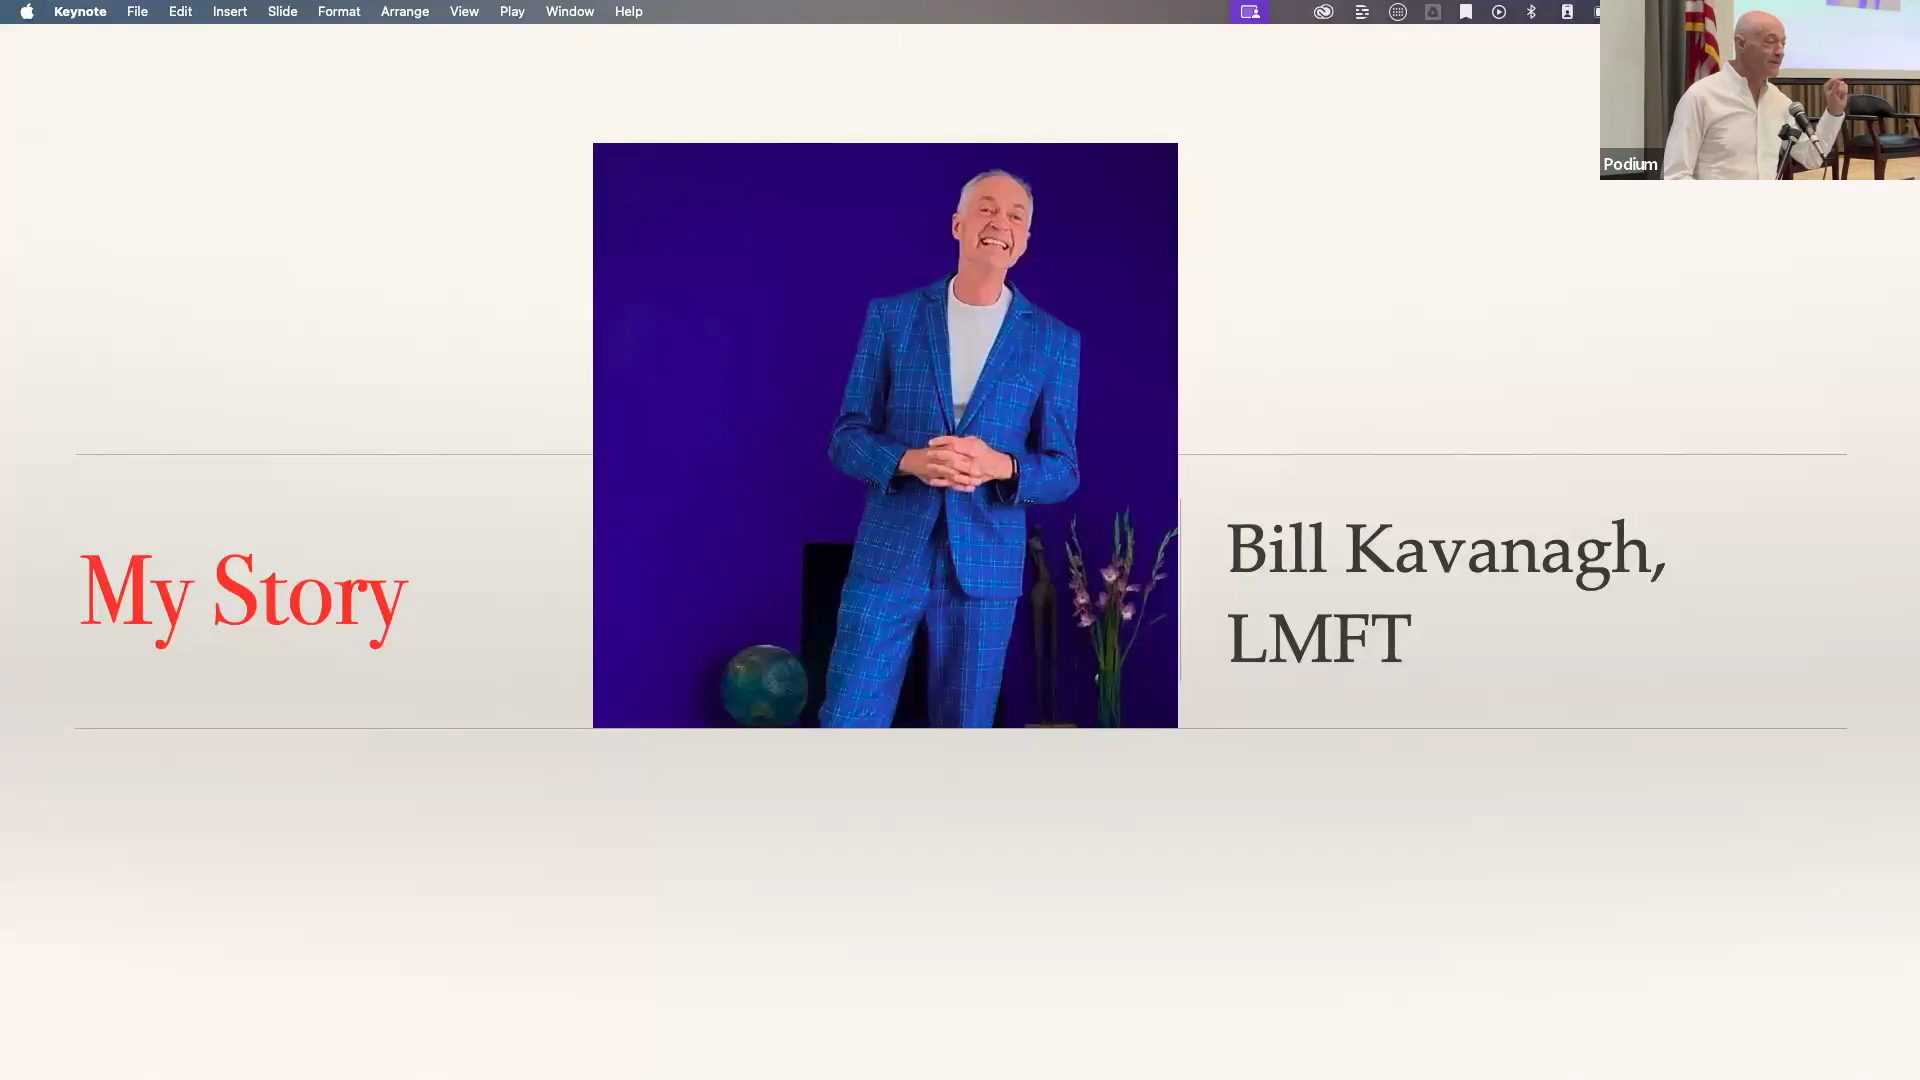 Keynote File Edit Insert Slide Format Arrange View Play Window Help
Podium
My Story
Bill Kavanagh,
LMFT